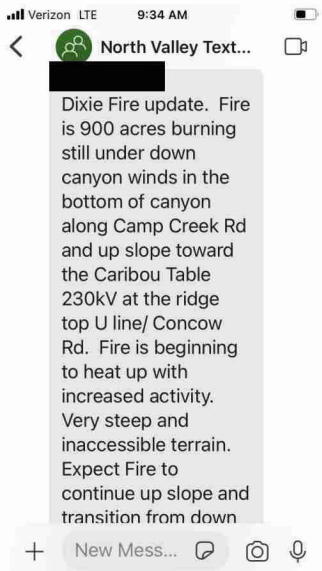 Verizon LTE 9:34 AM
North Valley Text...
Dixie Fire update. Fire
is 900 acres burning
still under down
canyon winds in the
bottom of canyon
along Camp Creek Rd
and up slope toward
the Caribou Table
230kV at the ridge
top U line/ Concow
Rd. Fire is beginning
to heat up with
increased activity.
Very steep and
inaccessible terrain.
Expect Fire to
continue up slope and
transition from down
New Mess...